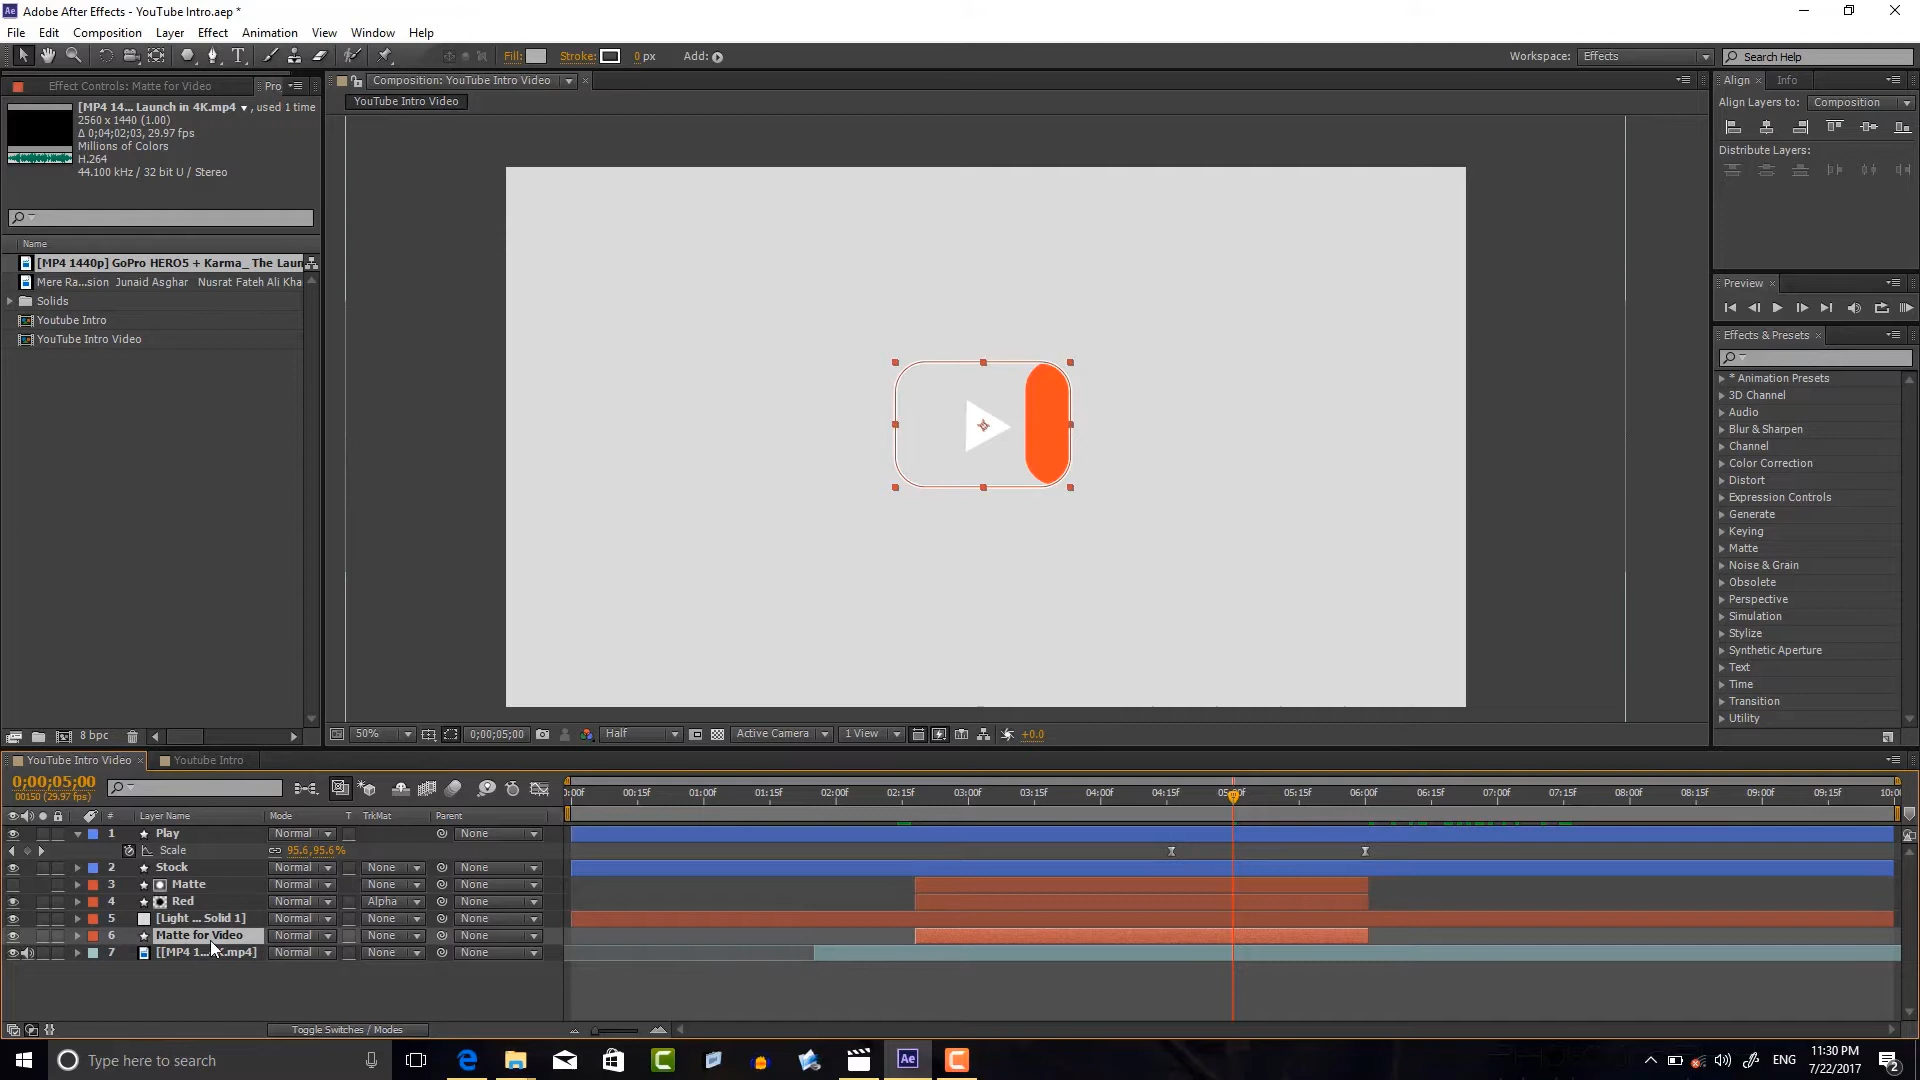 Adobe After Effects - YouTube Intro.aep *
File Edit Composition Layer Effect Animation View Window Help
Fill: Stroke: 0 px Add: Workspace: Effects Search Help
Effect Controls: Matte for Video Pro
Composition: YouTube Intro Video
YouTube Intro Video
[MP4 14... Launch in 4K.mp4 , used 1 time
2560 x 1440 (1.00)
Δ 0;04;02;03, 29.97 fps
Millions of Colors
H.264
44.100 kHz / 32 bit U / Stereo
Name
[MP4 1440p] GoPro HERO5 + Karma_ The Laun
Mere Ra...sion Junaid Asghar Nusrat Fateh Ali Kha
Solids
Youtube Intro
YouTube Intro Video
8 bpc
50% 0;00;05;00 Half Active Camera 1 View +0.0
Align Info
Align Layers to: Composition
Distribute Layers:
Preview
Effects & Presets
* Animation Presets
3D Channel
Audio
Blur & Sharpen
Channel
Color Correction
Distort
Expression Controls
Generate
Keying
Matte
Noise & Grain
Obsolete
Perspective
Simulation
Stylize
Synthetic Aperture
Text
Time
Transition
Utility
YouTube Intro Video Youtube Intro
0;00;05;00
00150 (29.97 fps)
):00f 00:15f 01:00f 01:15f 02:00f 02:15f 03:00f 03:15f 04:00f 04:15f 05:00f 05:15f 06:00f 06:15f 07:00f 07:15f 08:00f 08:15f 09:00f 09:15f 10:0
# Layer Name Mode T TrkMat Parent
1 Play Normal None
Scale 95.6,95.6%
2 Stock Normal None None
3 Matte Normal None None
4 Red Normal Alpha None
5 [Light ... Solid 1] Normal None None
6 Matte for Video Normal None None
7 [[MP4 1...K.mp4] Normal None None
Toggle Switches / Modes
Type here to search
Ae
ENG
11:30 PM
7/22/2017
2